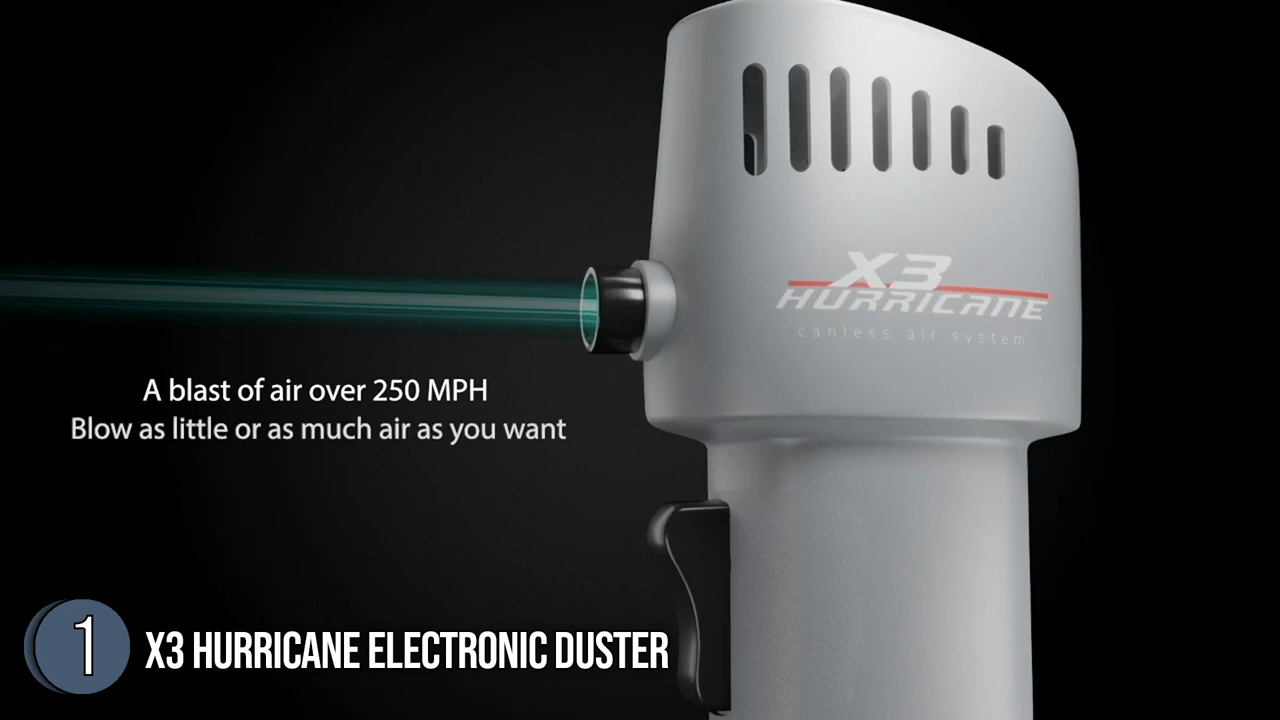 X3
HURRICANE
canless air system
A blast of air over 250 MPH
Blow as little or as much air as you want
1
X3 HURRICANE ELECTRONIC DUSTER